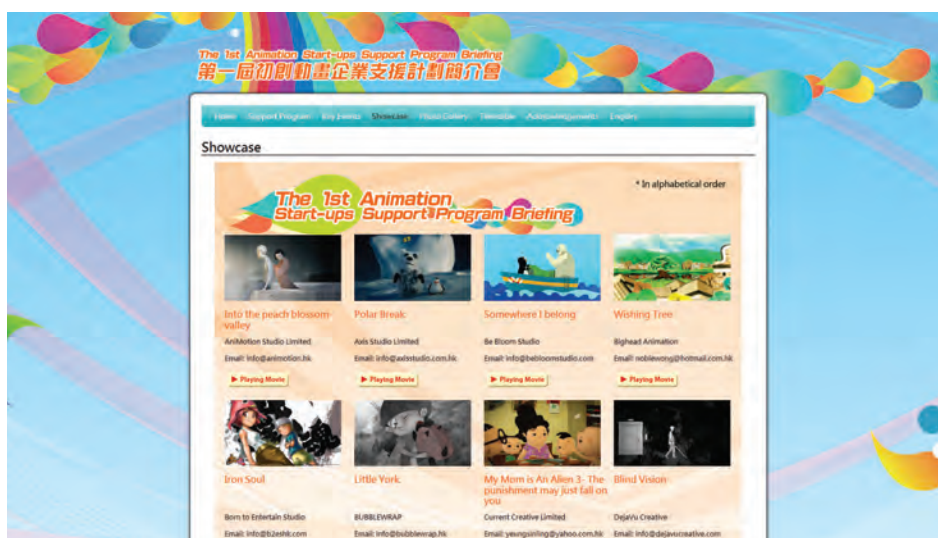 The 1st Animation Start-ups Support Program Briefing
第一屆初創動畫企業支援計劃簡介會
Home Support Program Key Events Showcase Photo Gallery Timetable Acknowledgements Enquiry
Showcase
* In alphabetical order
The 1st Animation
Start-ups Support Program Briefing
Into the peach blossom valley
AniMotion Studio Limited
Email: info@animotion.hk
Playing Movie
Polar Break
Axis Studio Limited
Email: info@axisstudio.com.hk
Playing Movie
Somewhere I belong
Be Bloom Studio
Email: info@bebloomstudio.com
Playing Movie
Wishing Tree
Bighead Animation
Email: noblewong@hotmail.com.hk
Playing Movie
Iron Soul
Born to Entertain Studio
Email: info@b2eshk.com
Little York
BUBBLEWRAP
Email: info@bubblewrap.hk
My Mom is An Alien 3- The
punishment may just fall on
you
Current Creative Limited
Email: yeungsinling@yahoo.com.hk
Blind Vision
DejaVu Creative
Email: info@dejavucreative.com